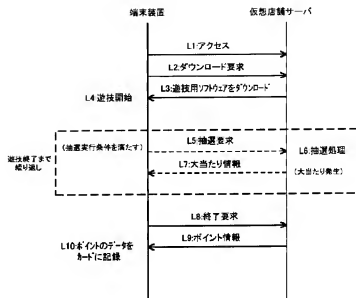 端末装置
仮想店舗サーバ
L1:アクセス
L2:ダウンロード要求
L3:遊技用ソフトウェアをダウンロード
L4:遊技開始
遊技終了まで
繰り返し
(抽選実行条件を満たす)
L5:抽選要求
L6:抽選処理
L7:大当たり情報
(大当たり発生)
L8:終了要求
L9:ポイント情報
L10:ポイントのデータを
カードに記録